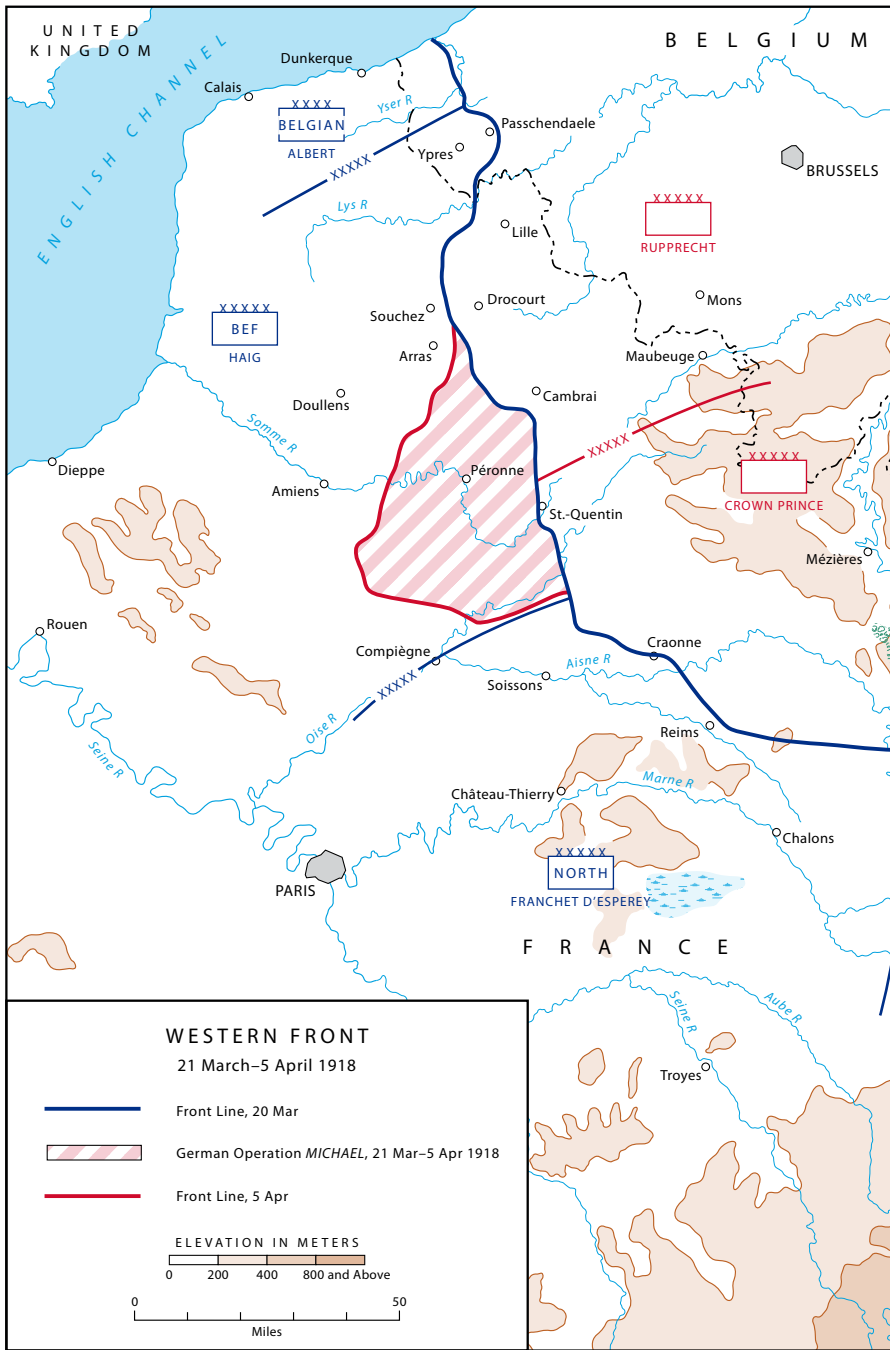 UNITED
KINGDOM
BELGIUM
ENGLISH CHANNEL
Dunkerque
Calais
XXXX
BELGIAN
ALBERT
Yser R
Passchendaele
Ypres
XXXXX
BRUSSELS
Lys R
XXXXX
RUPPRECHT
Lille
Mons
Drocourt
Souchez
XXXXX
BEF
HAIG
Arras
Maubeuge
Doullens
Cambrai
Somme R
XXXXX
Dieppe
Amiens
Péronne
XXXXX
CROWN PRINCE
St.-Quentin
Mézières
Rouen
Compiègne
Craonne
Aisne R
Soissons
XXXXX
Oise R
Reims
Seine R
Marne R
Château-Thierry
Chalons
XXXXX
NORTH
FRANCHET D'ESPEREY
PARIS
FRANCE
Seine R
Aube R
Troyes
WESTERN FRONT
21 March–5 April 1918
Front Line, 20 Mar
German Operation MICHAEL, 21 Mar–5 Apr 1918
Front Line, 5 Apr
ELEVATION IN METERS
0 200 400 800 and Above
0 50
Miles